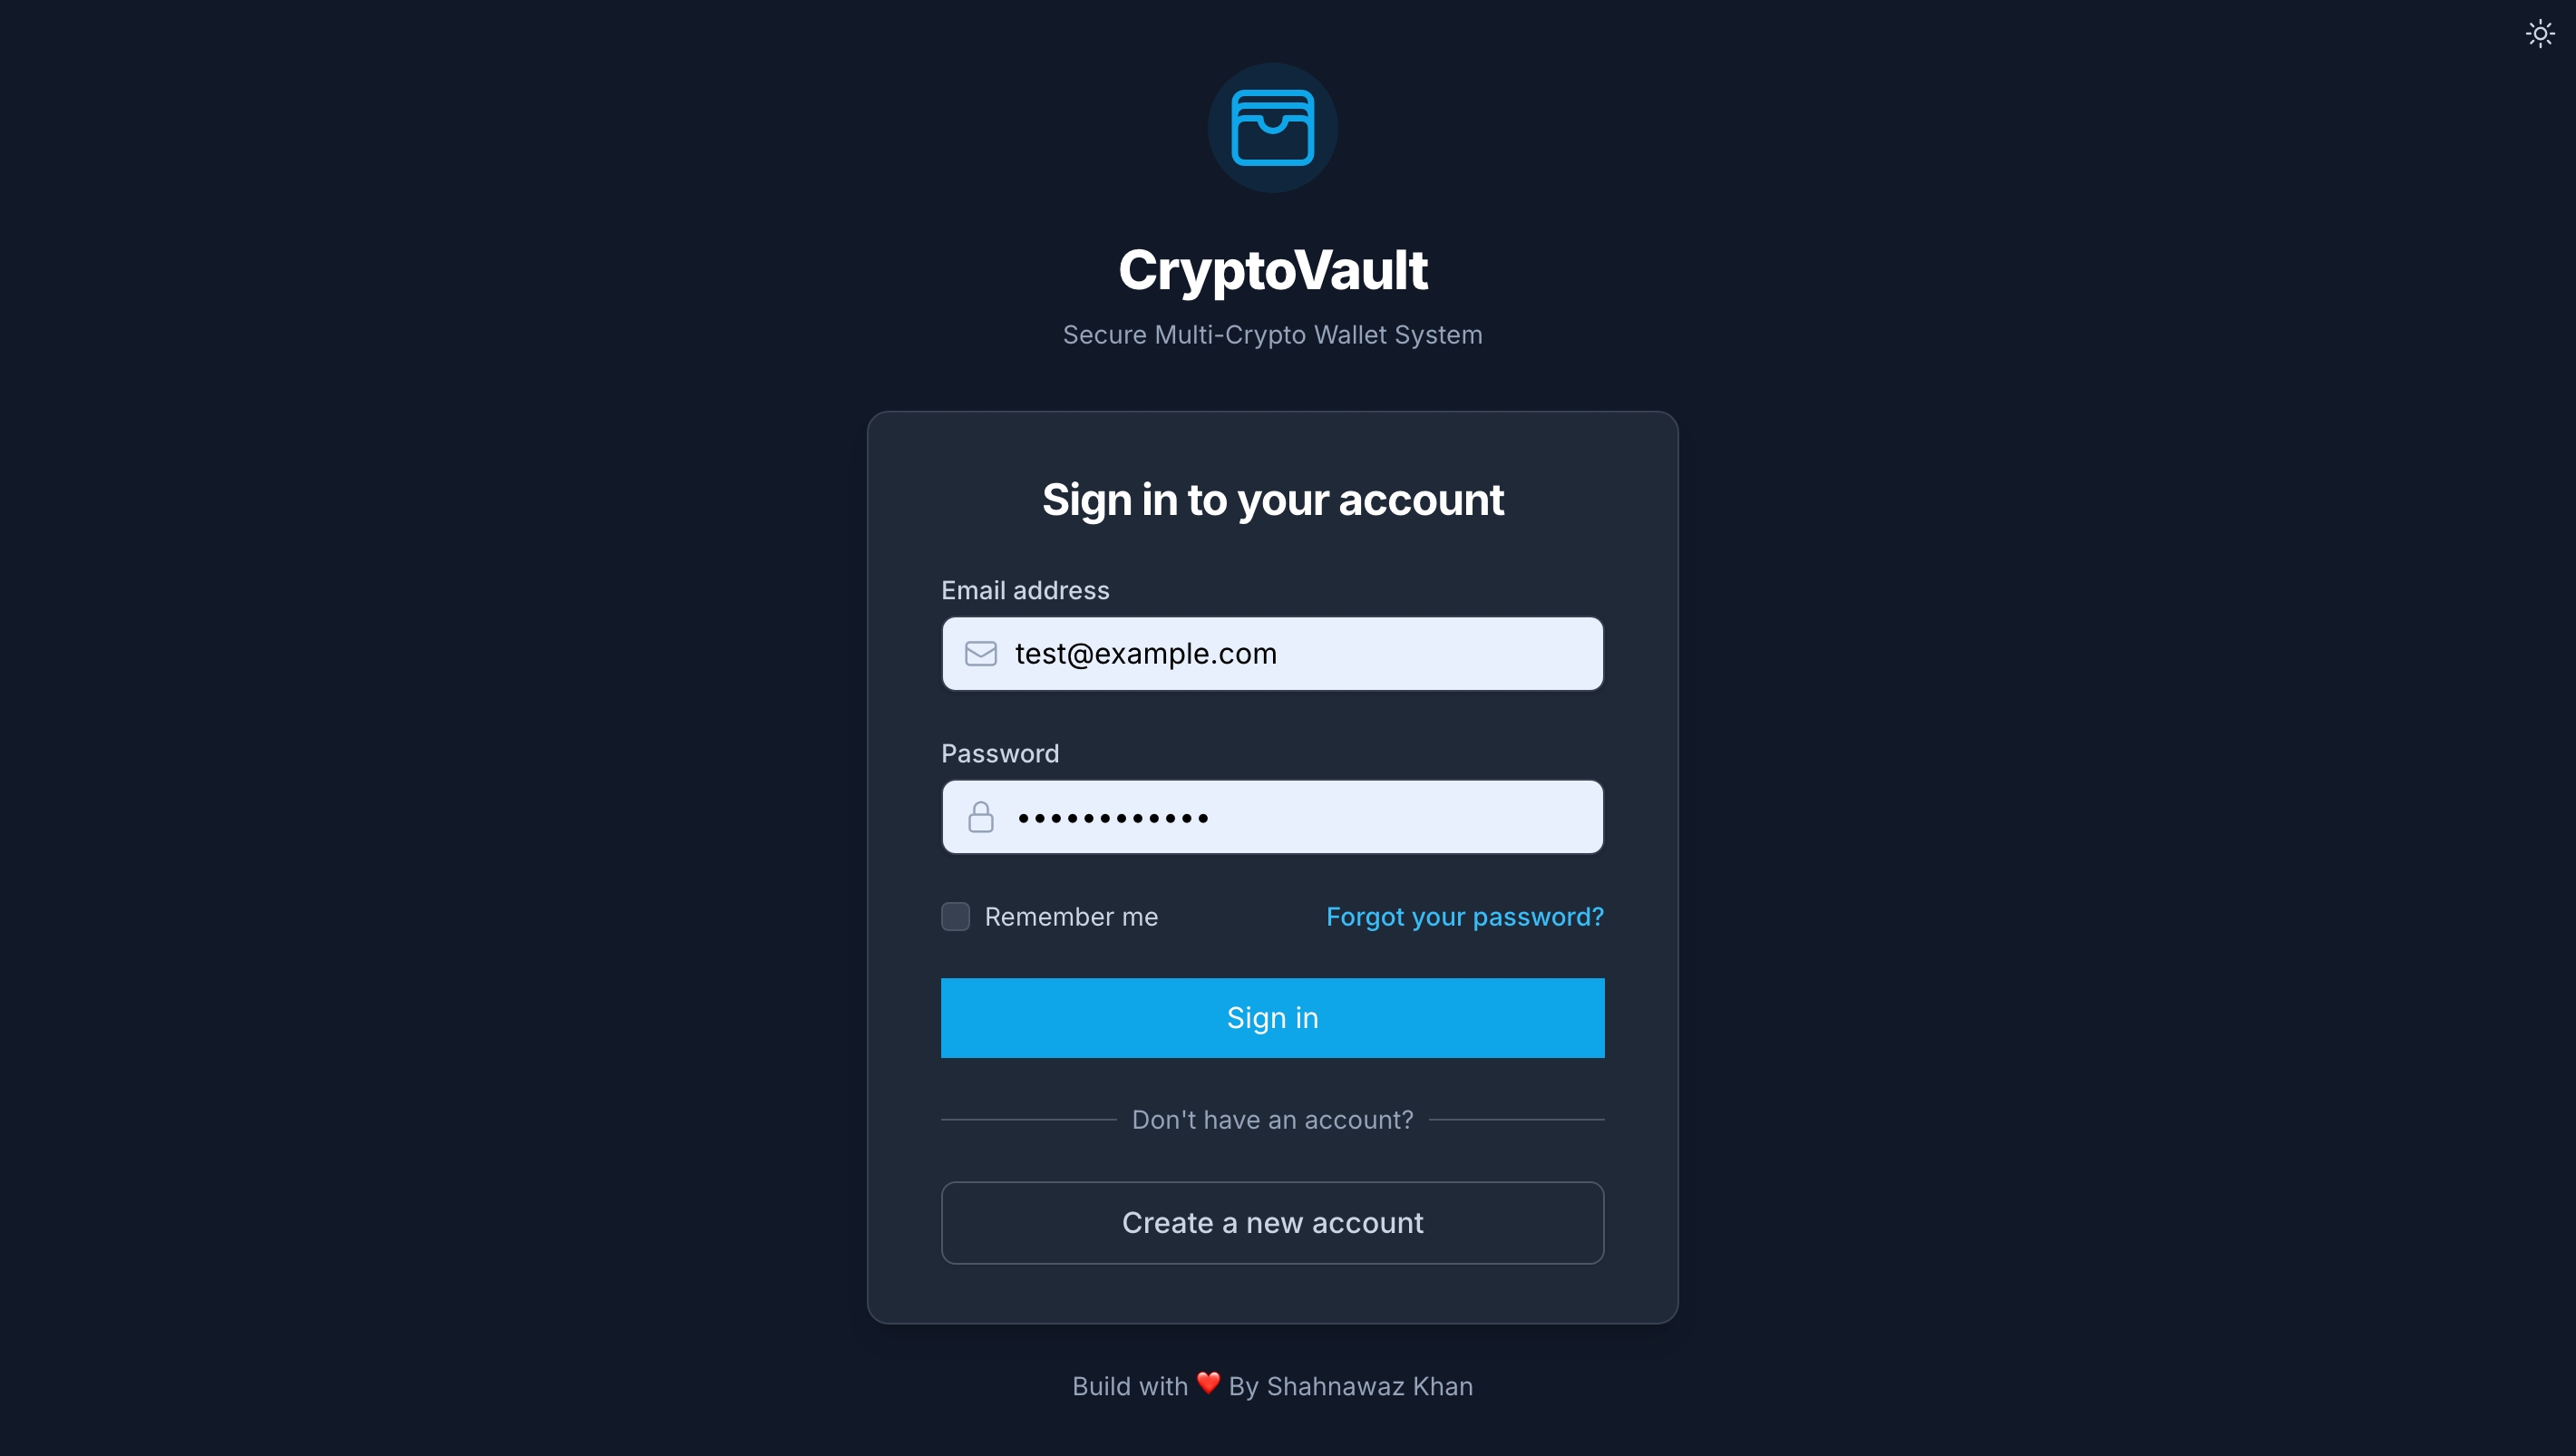 CryptoVault
Secure Multi-Crypto Wallet System
Sign in to your account
Email address
test@example.com
Password
••••••••••••
Remember me
Forgot your password?
Sign in
Don't have an account?
Create a new account
Build with ❤️ By Shahnawaz Khan